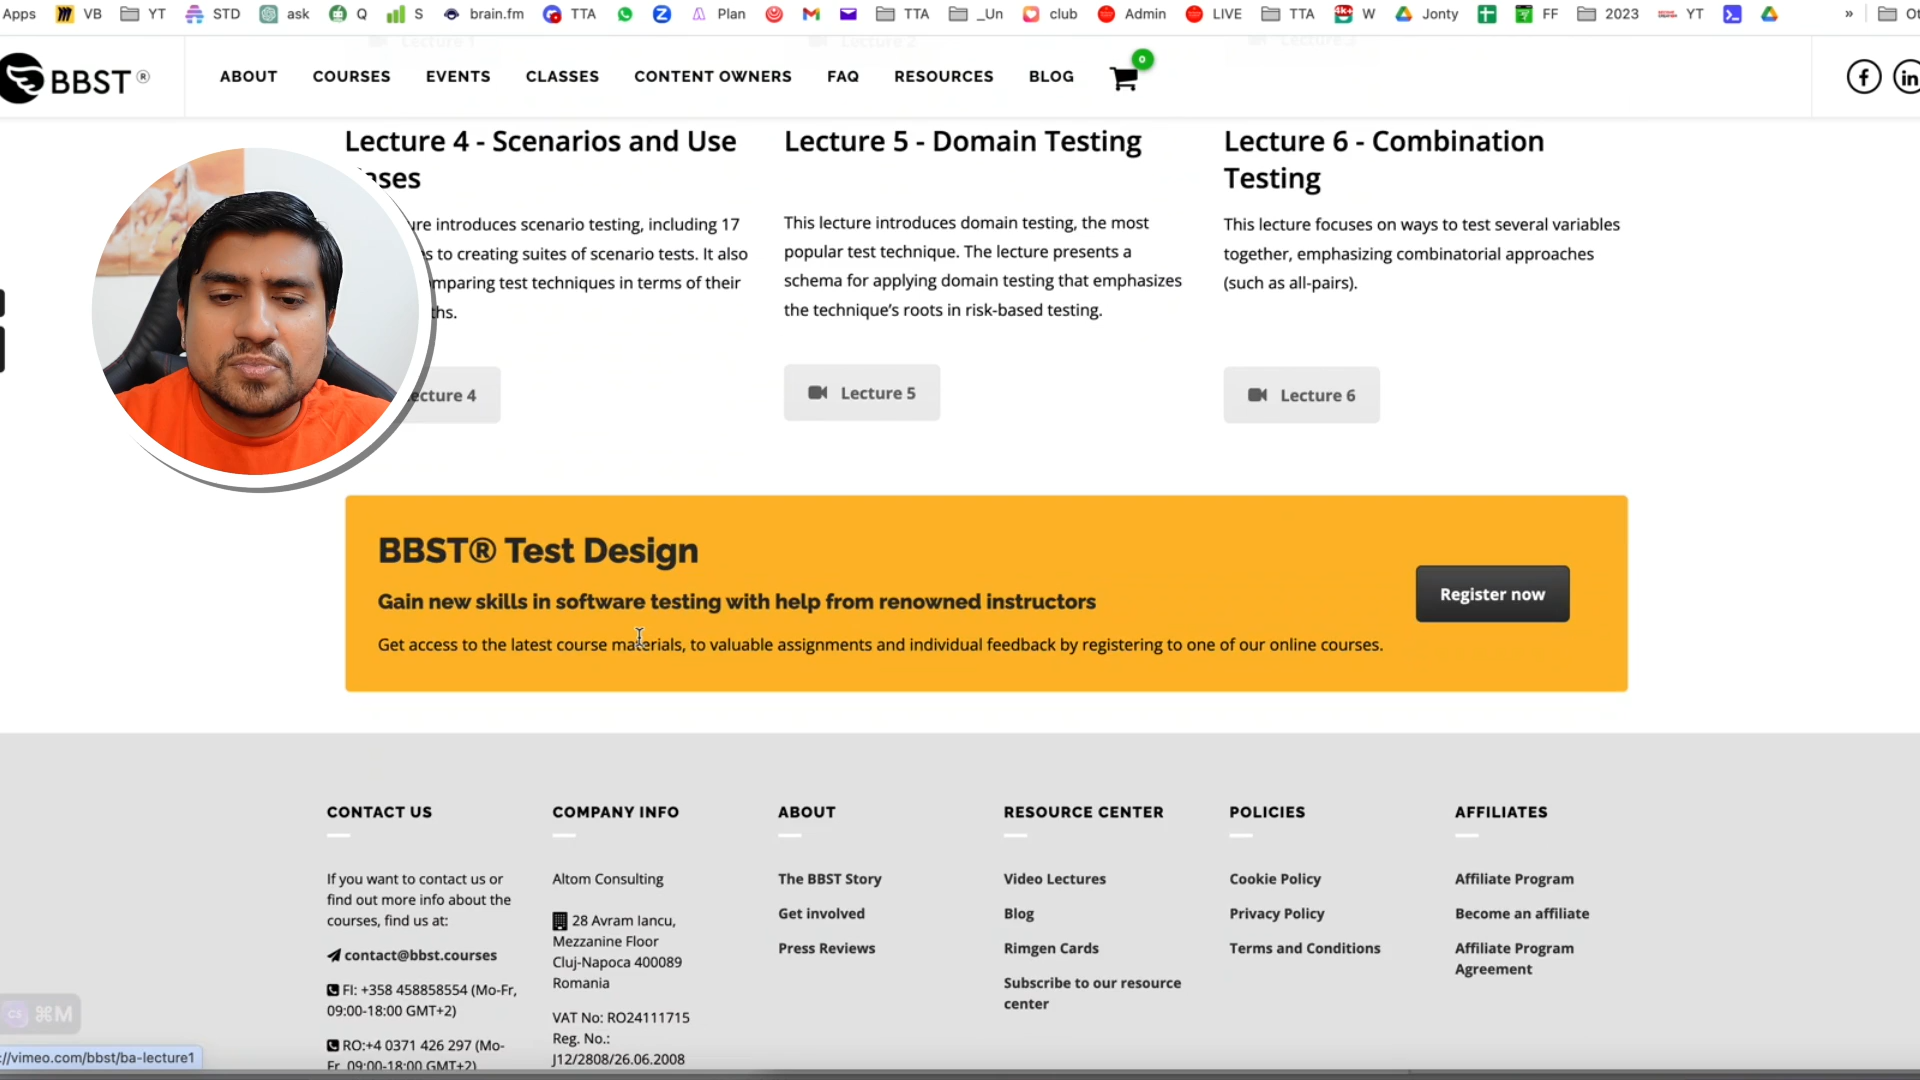 Apps VB YT STD ask Q S brain.fm TTA Plan TTA _Un club Admin LIVE TTA W Jonty FF 2023 YT » Ot
Lecture 1 Lecture 2
BBST ® ABOUT COURSES EVENTS CLASSES CONTENT OWNERS FAQ RESOURCES BLOG 0
Lecture 4 - Scenarios and Use
ases
ure introduces scenario testing, including 17
s to creating suites of scenario tests. It also
mparing test techniques in terms of their
ths.
ecture 4
Lecture 5 - Domain Testing
This lecture introduces domain testing, the most
popular test technique. The lecture presents a
schema for applying domain testing that emphasizes
the technique’s roots in risk-based testing.
Lecture 5
Lecture 6 - Combination
Testing
This lecture focuses on ways to test several variables
together, emphasizing combinatorial approaches
(such as all-pairs).
Lecture 6
BBST® Test Design
Gain new skills in software testing with help from renowned instructors
Get access to the latest course materials, to valuable assignments and individual feedback by registering to one of our online courses.
Register now
CONTACT US
If you want to contact us or
find out more info about the
courses, find us at:
contact@bbst.courses
FI: +358 458858554 (Mo-Fr,
09:00-18:00 GMT+2)
RO:+4 0371 426 297 (Mo-
Fr, 09:00-18:00 GMT+2)
COMPANY INFO
Altom Consulting
28 Avram Iancu,
Mezzanine Floor
Cluj-Napoca 400089
Romania
VAT No: RO24111715
Reg. No.:
J12/2808/26.06.2008
ABOUT
The BBST Story
Get involved
Press Reviews
RESOURCE CENTER
Video Lectures
Blog
Rimgen Cards
Subscribe to our resource
center
POLICIES
Cookie Policy
Privacy Policy
Terms and Conditions
AFFILIATES
Affiliate Program
Become an affiliate
Affiliate Program
Agreement
⌘M
://vimeo.com/bbst/ba-lecture1